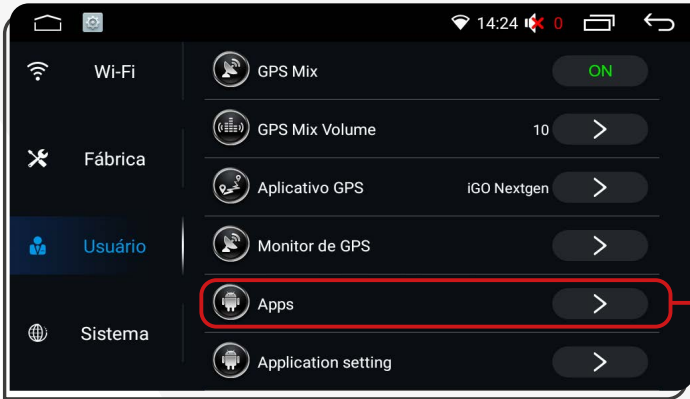 14:24 0
Wi-Fi
GPS Mix
ON
GPS Mix Volume
10
Fábrica
Aplicativo GPS
iGO Nextgen
Usuário
Monitor de GPS
Apps
Sistema
Application setting